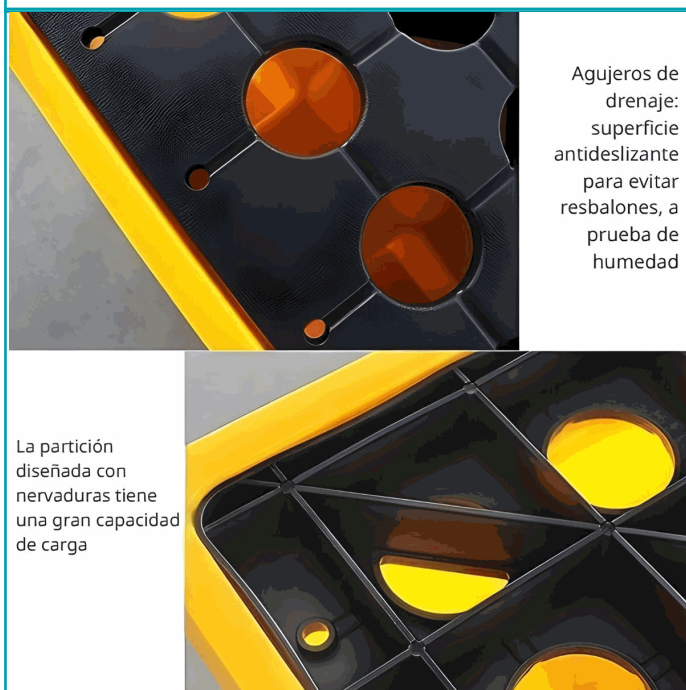 Agujeros de
drenaje:
superficie
antideslizante
para evitar
resbalones, a
prueba de
humedad
La partición
diseñada con
nervaduras tiene
una gran capacidad
de carga